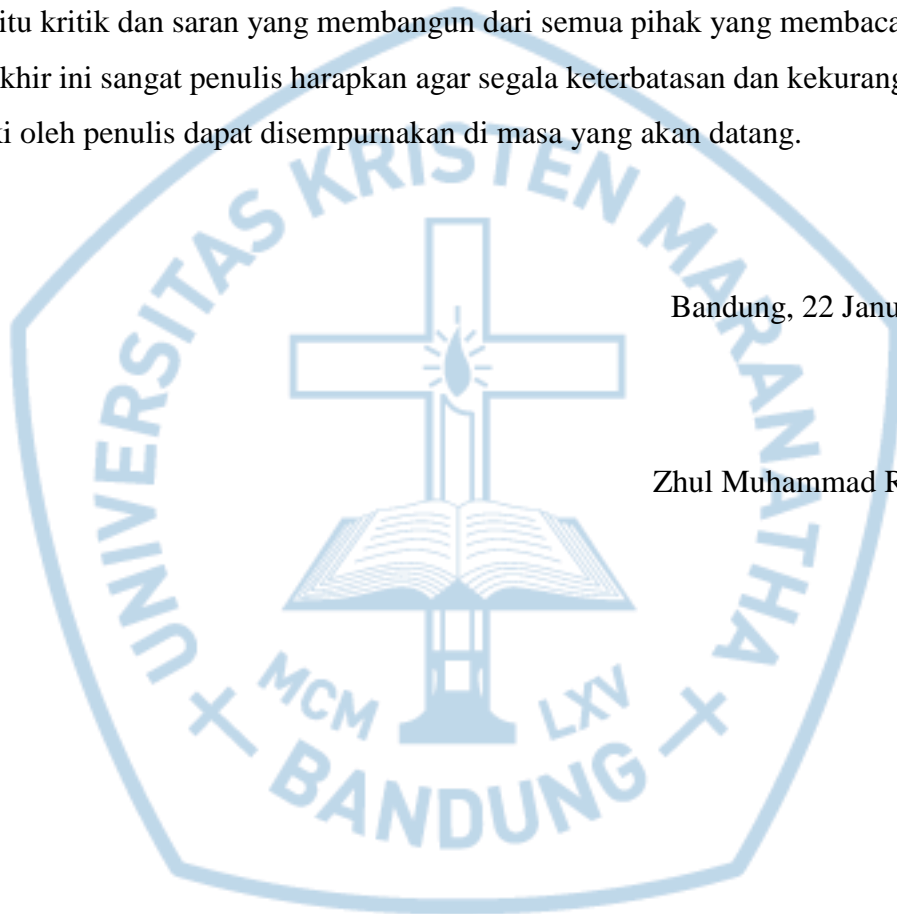 itu kritik dan saran yang membangun dari semua pihak yang membaca
khir ini sangat penulis harapkan agar segala keterbatasan dan kekurang
i oleh penulis dapat disempurnakan di masa yang akan datang.
UNIVERSITAS KRISTEN MARANATHA
Bandung, 22 Janu
Zhul Muhammad R
MCM LXV
BANDUNG